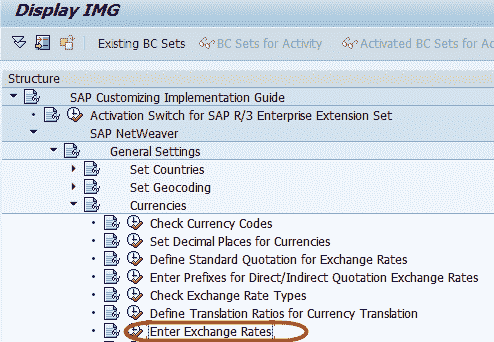 Display IMG
Existing BC Sets BC Sets for Activity Activated BC Sets for Ac
Structure
SAP Customizing Implementation Guide
Activation Switch for SAP R/3 Enterprise Extension Set
SAP NetWeaver
General Settings
Set Countries
Set Geocoding
Currencies
Check Currency Codes
Set Decimal Places for Currencies
Define Standard Quotation for Exchange Rates
Enter Prefixes for Direct/Indirect Quotation Exchange Rates
Check Exchange Rate Types
Define Translation Ratios for Currency Translation
Enter Exchange Rates